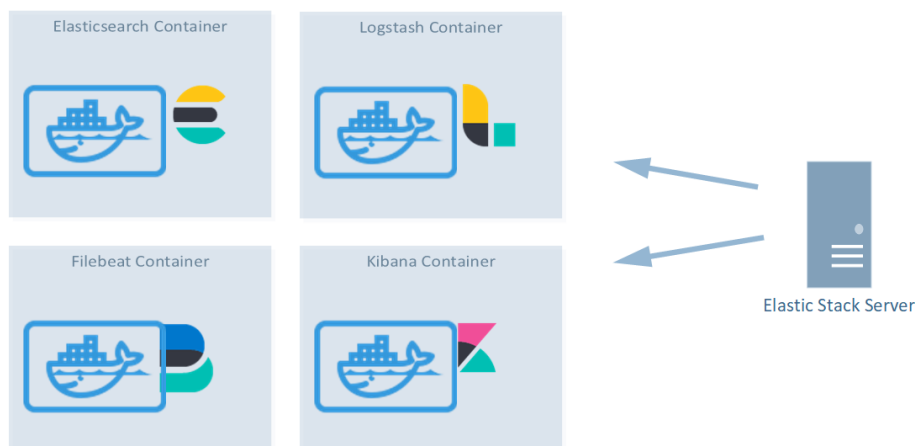 Elasticsearch Container
Logstash Container
Filebeat Container
Kibana Container
Elastic Stack Server